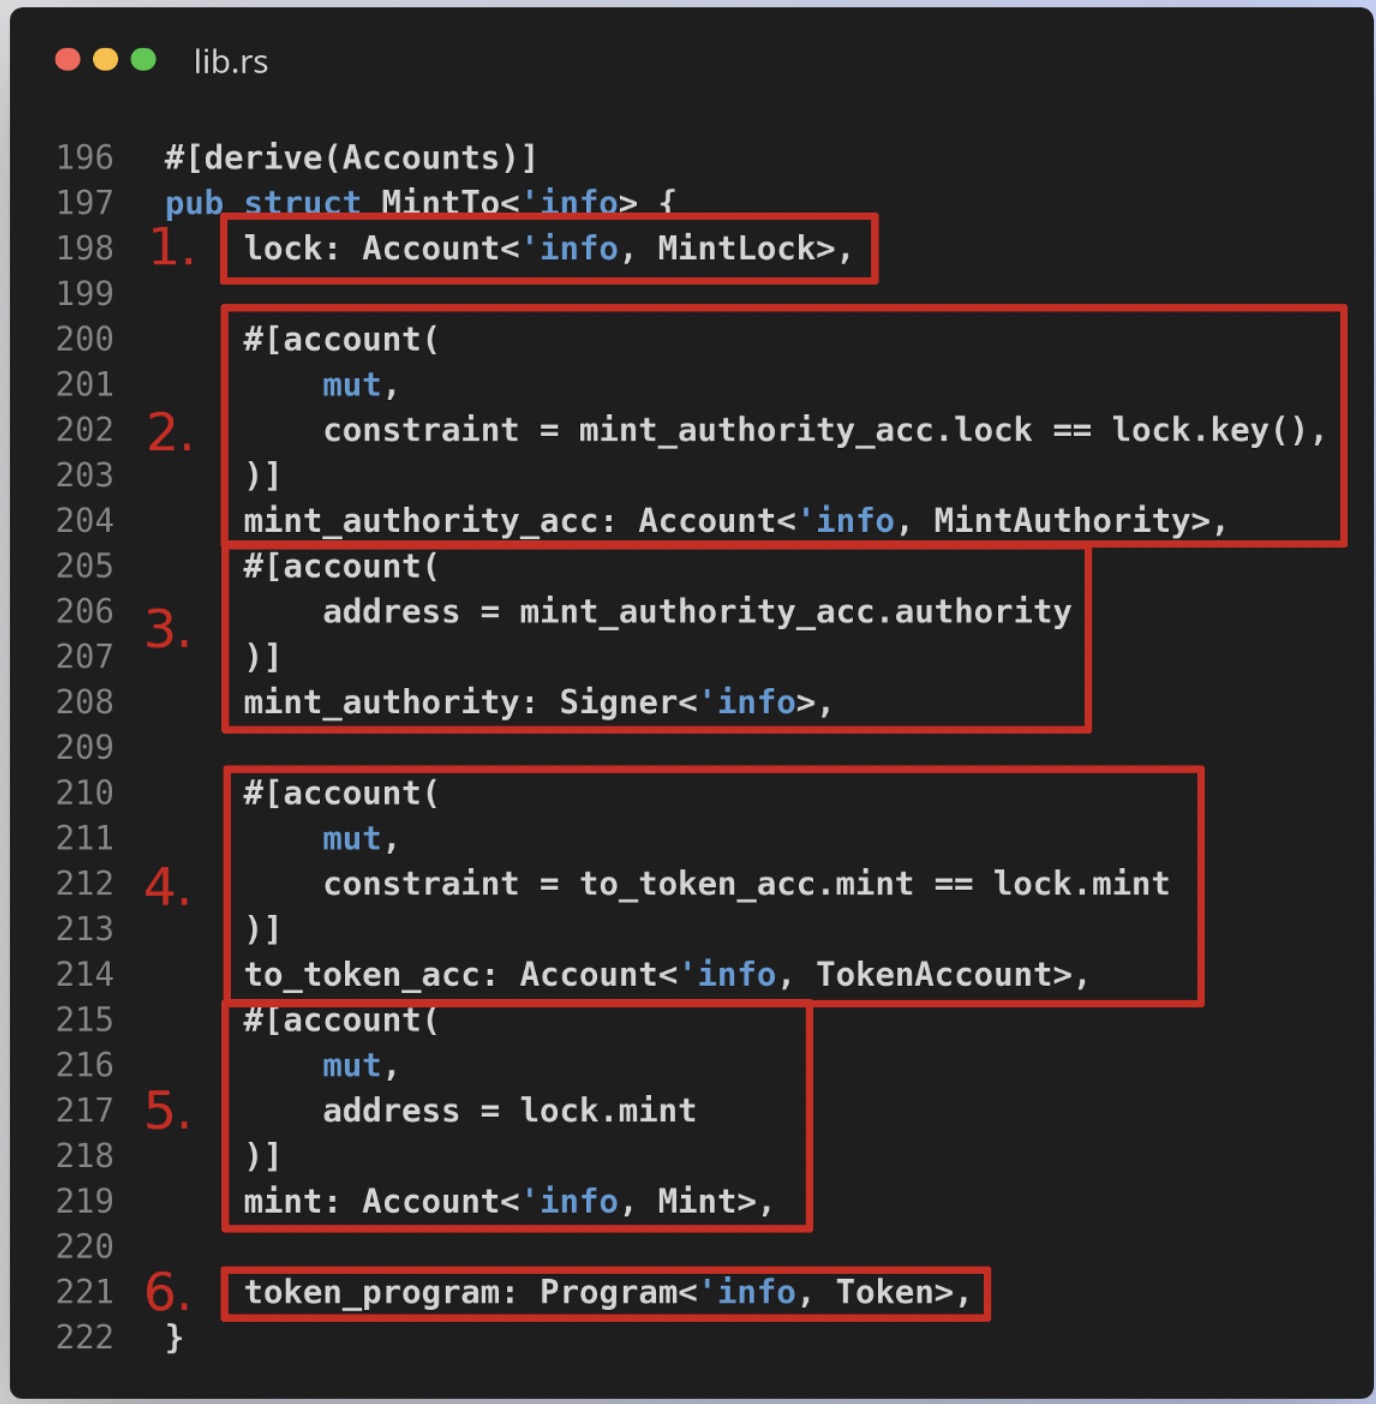 lib.rs
196 #[derive(Accounts)]
197 pub struct MintTo<'info> {
1. 198 lock: Account<'info, MintLock>,
199
200 #[account(
201 mut,
2. 202 constraint = mint_authority_acc.lock == lock.key(),
203 )]
204 mint_authority_acc: Account<'info, MintAuthority>,
205 #[account(
3. 206 address = mint_authority_acc.authority
207 )]
208 mint_authority: Signer<'info>,
209
210 #[account(
211 mut,
4. 212 constraint = to_token_acc.mint == lock.mint
213 )]
214 to_token_acc: Account<'info, TokenAccount>,
215 #[account(
216 mut,
5. 217 address = lock.mint
218 )]
219 mint: Account<'info, Mint>,
220
6. 221 token_program: Program<'info, Token>,
222 }